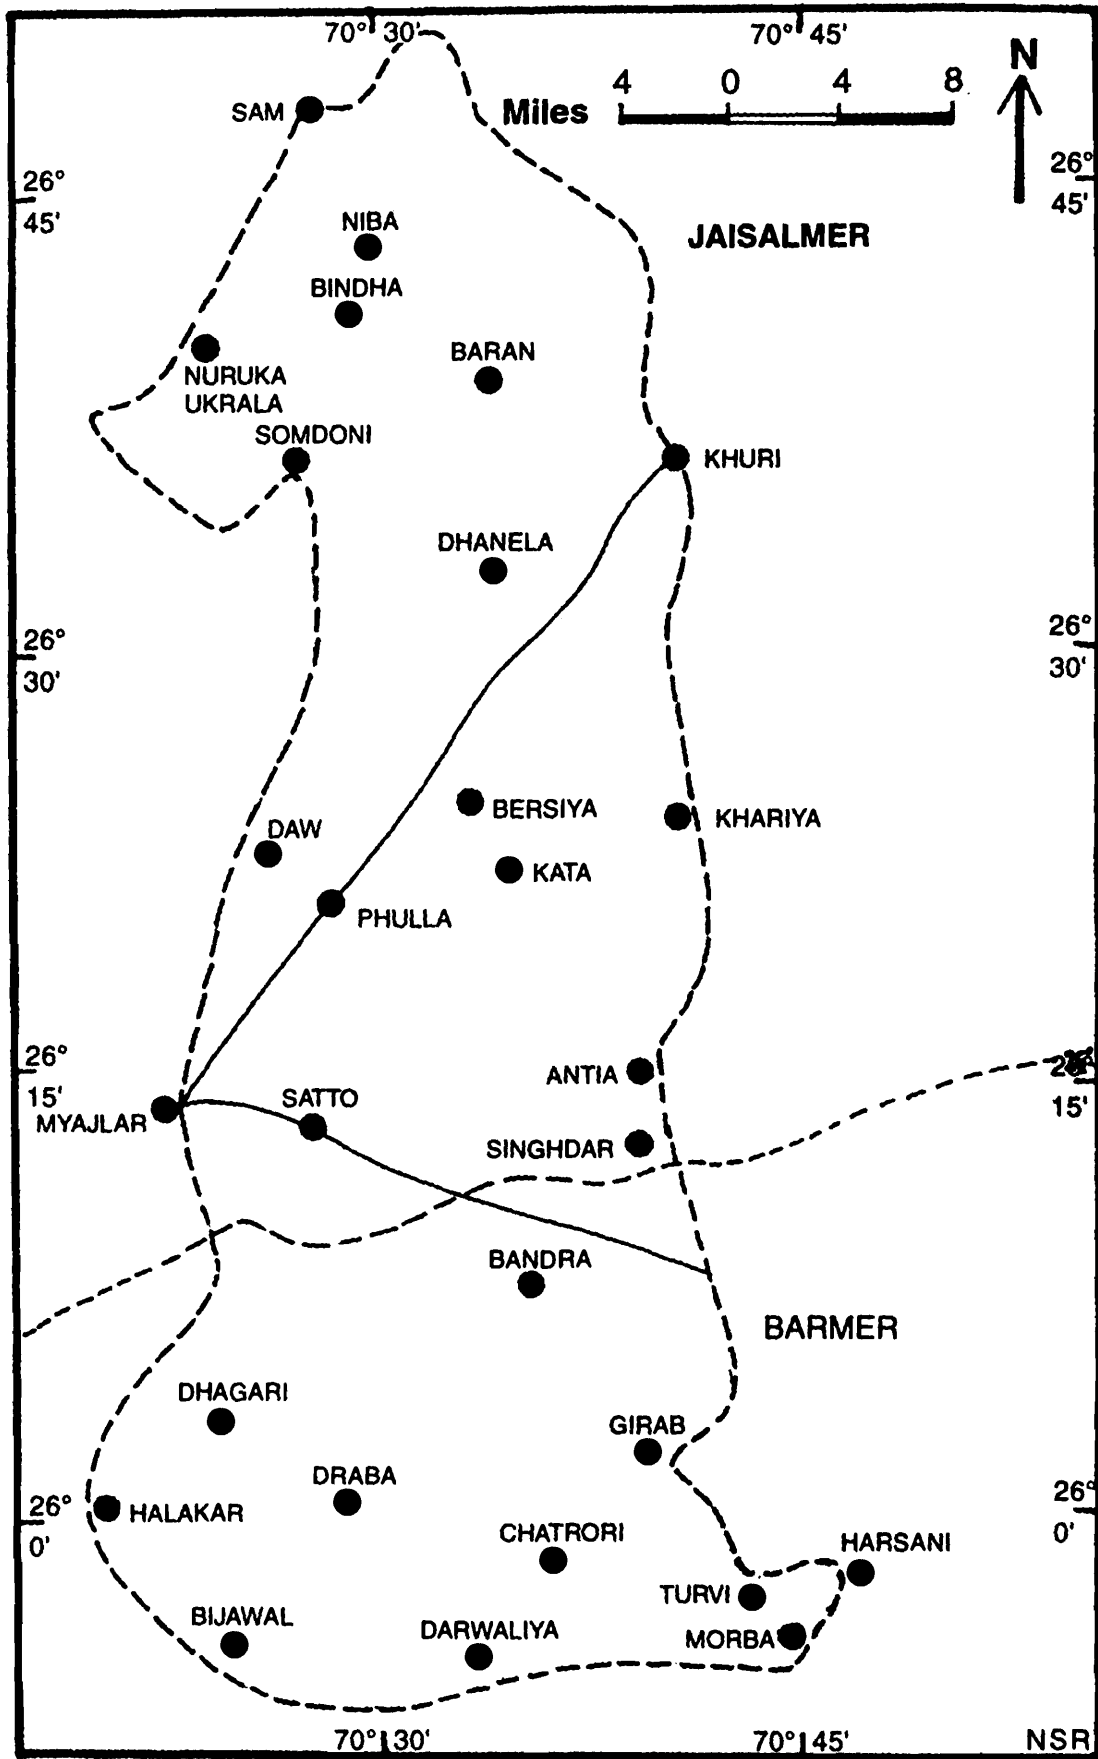 70° 30'
70° 45'
N
4 0 4 8
Miles
SAM
26°
45'
26°
45'
NIBA
JAISALMER
BINDHA
BARAN
NURUKA
UKRALA
SOMDONI
KHURI
DHANELA
26°
30'
26°
30'
BERSIYA
KHARIYA
DAW
KATA
PHULLA
26°
15'
15'
ANTIA
SATTO
MYAJLAR
SINGHDAR
BANDRA
BARMER
DHAGARI
GIRAB
DRABA
26°
0'
26°
0'
HALAKAR
CHATRORI
HARSANI
TURVI
BIJAWAL
DARWALIYA
MORBA
70° 30'
70° 45'
NSR